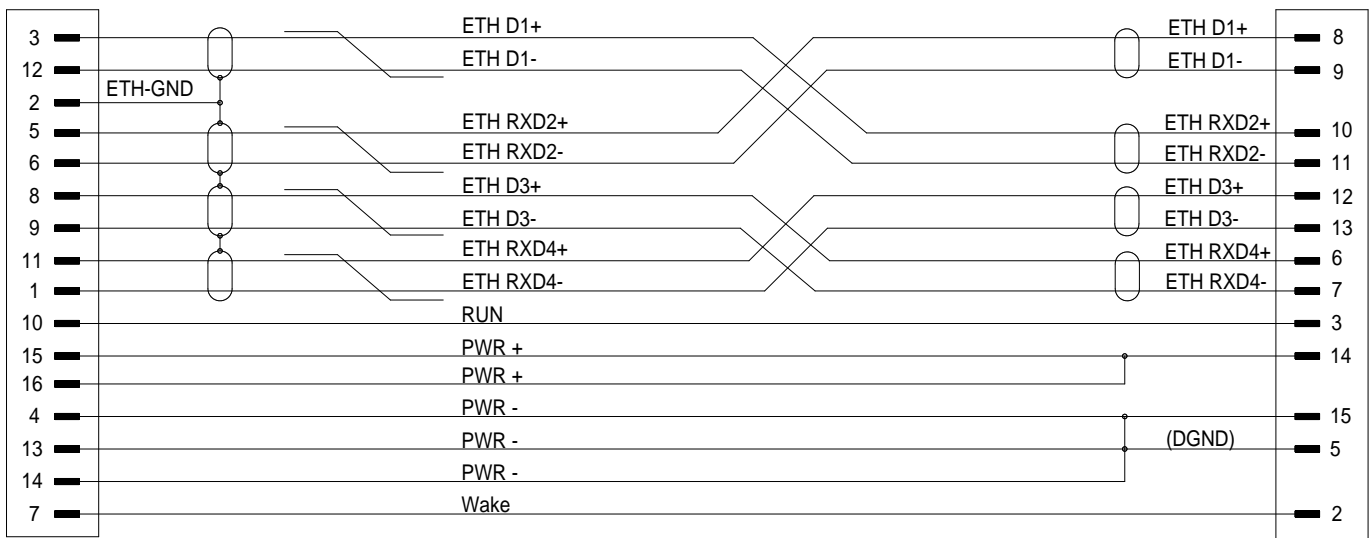 3 ETH D1+ ETH D1+ 8
12 ETH D1- ETH D1- 9
2 ETH-GND
5 ETH RXD2+ ETH RXD2+ 10
6 ETH RXD2- ETH RXD2- 11
8 ETH D3+ ETH D3+ 12
9 ETH D3- ETH D3- 13
11 ETH RXD4+ ETH RXD4+ 6
1 ETH RXD4- ETH RXD4- 7
10 RUN 3
15 PWR + 14
16 PWR +
4 PWR - 15
13 PWR - (DGND) 5
14 PWR -
7 Wake 2